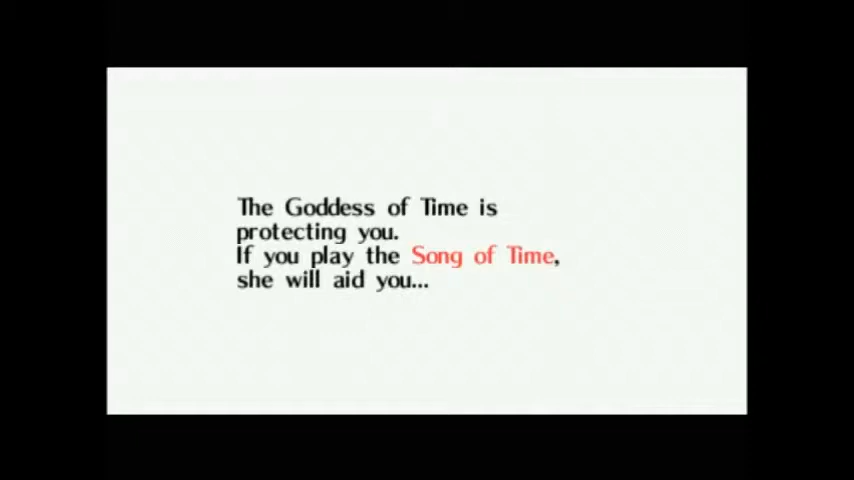 The Goddess of Time is
protecting you.
If you play the Song of Time,
she will aid you...